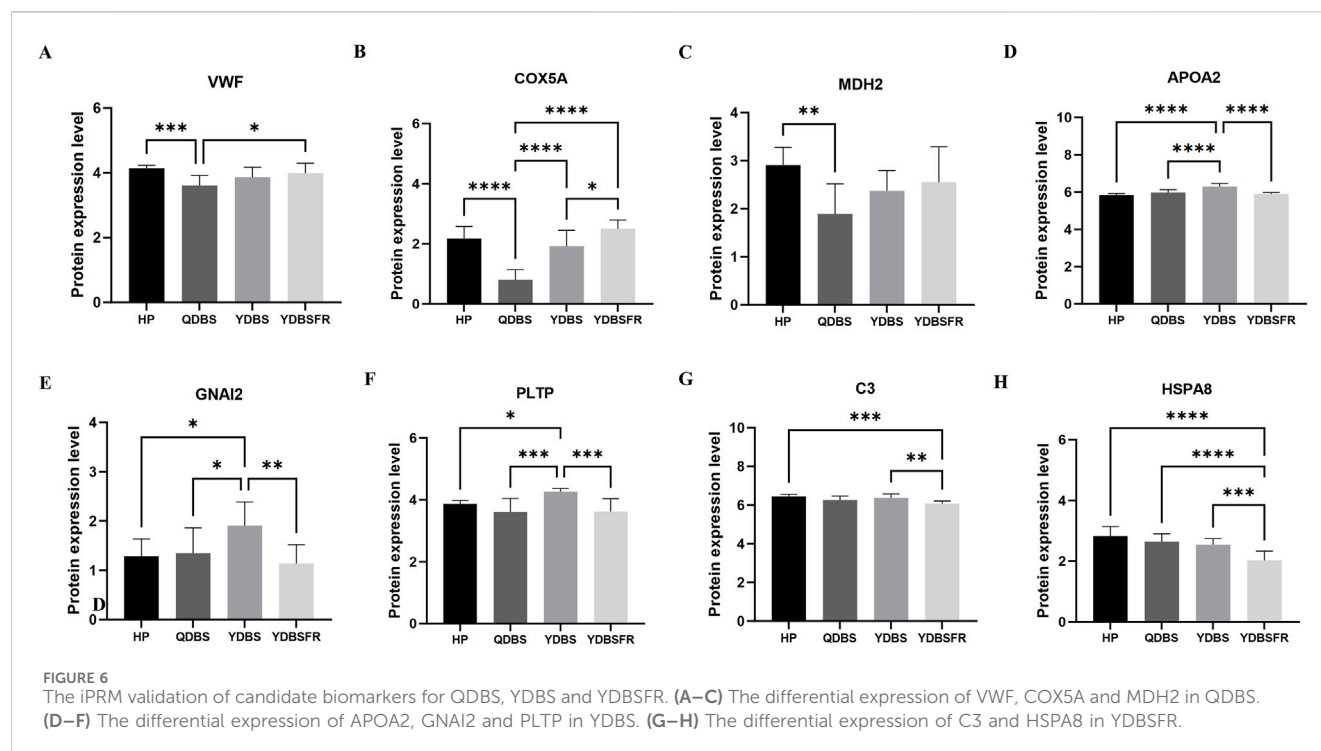 A
VWF
Protein expression level
6
4
2
0
***
*
HP QDBS YDBS YDBSFR
B
COX5A
Protein expression level
6
4
2
0
****
****
****
*
HP QDBS YDBS YDBSFR
C
MDH2
Protein expression level
4
3
2
1
0
**
HP QDBS YDBS YDBSFR
D
APOA2
Protein expression level
10
8
6
4
2
0
**** ****
****
HP QDBS YDBS YDBSFR
E
GNAI2
Protein expression level
4
3
2
1
0
*
* **
D
HP QDBS YDBS YDBSFR
F
PLTP
Protein expression level
6
4
2
0
*
*** ***
HP QDBS YDBS YDBSFR
G
C3
Protein expression level
10
8
6
4
2
0
***
**
HP QDBS YDBS YDBSFR
H
HSPA8
Protein expression level
6
4
2
0
****
****
***
HP QDBS YDBS YDBSFR
FIGURE 6
The iPRM validation of candidate biomarkers for QDBS, YDBS and YDBSFR. (A–C) The differential expression of VWF, COX5A and MDH2 in QDBS.
(D–F) The differential expression of APOA2, GNAI2 and PLTP in YDBS. (G–H) The differential expression of C3 and HSPA8 in YDBSFR.